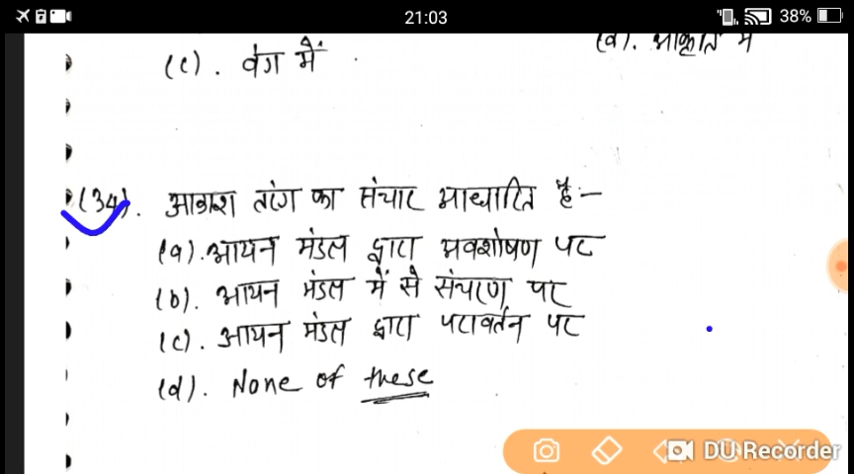 21:03
38%
(c). वेग में
(d). आकृति में
(34). आकाश तरंग का संचार आधारित है:-
(a). आयन मंडल द्वारा अवशोषण पर
(b). आयन मंडल में से संचरण पर
(c). आयन मंडल द्वारा परावर्तन पर
(d). None of these
DU Recorder